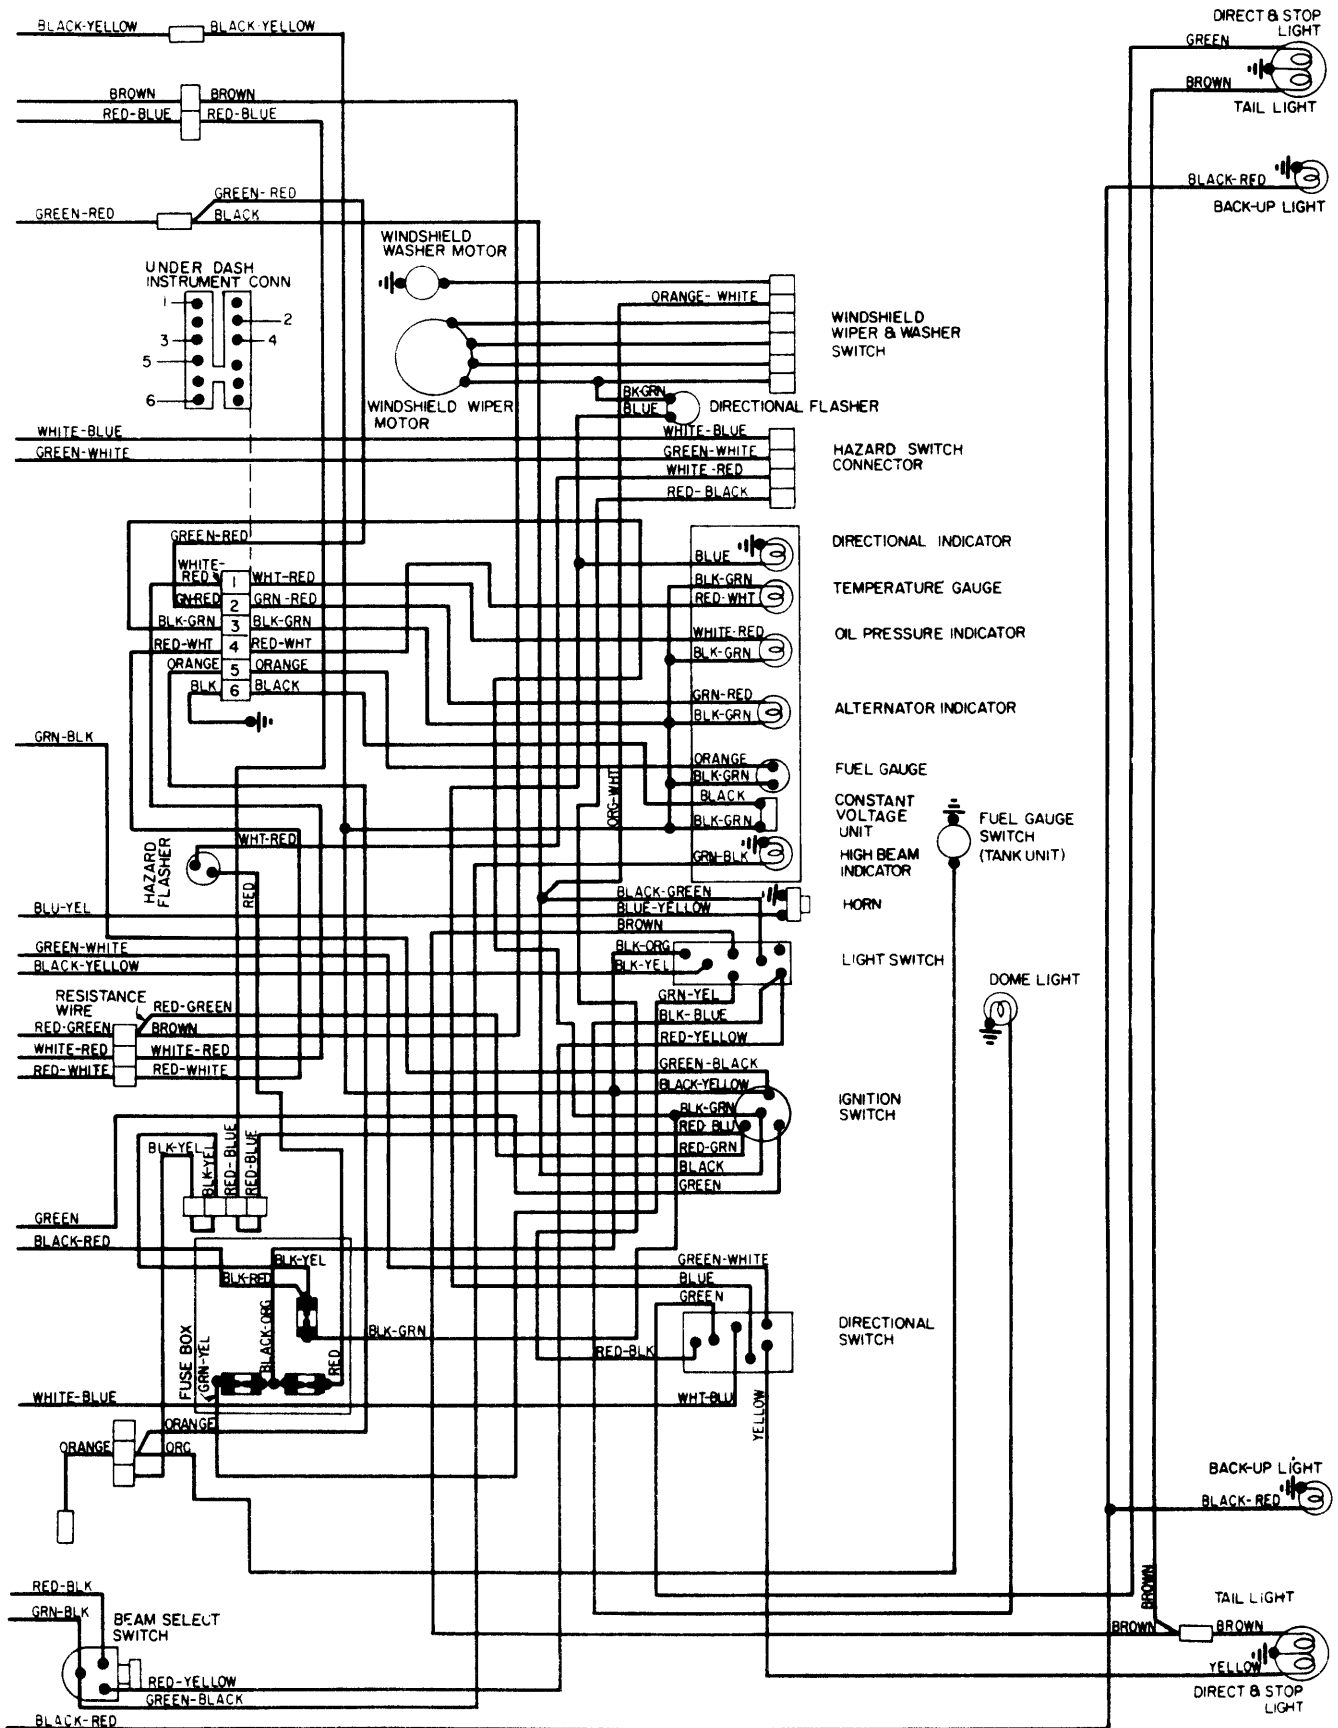 BLACK-YELLOW
BLACK-YELLOW
DIRECT & STOP
LIGHT
GREEN
BROWN
TAIL LIGHT
BROWN
BROWN
RED-BLUE
RED-BLUE
BLACK-RED
BACK-UP LIGHT
GREEN-RED
GREEN-RED
BLACK
WINDSHIELD
WASHER MOTOR
UNDER DASH
INSTRUMENT CONN
1
2
3
4
5
6
ORANGE-WHITE
WINDSHIELD
WIPER & WASHER
SWITCH
WINDSHIELD WIPER
MOTOR
BK-GRN
BLUE
DIRECTIONAL FLASHER
WHITE-BLUE
GREEN-WHITE
WHITE-BLUE
GREEN-WHITE
WHITE-RED
RED-BLACK
HAZARD SWITCH
CONNECTOR
GREEN-RED
WHITE-
RED
1
WHT-RED
GN-RED
2
GRN-RED
BLK-GRN
3
BLK-GRN
RED-WHT
4
RED-WHT
ORANGE
5
ORANGE
BLK
6
BLACK
BLUE
DIRECTIONAL INDICATOR
BLK-GRN
RED-WHT
TEMPERATURE GAUGE
WHITE-RED
BLK-GRN
OIL PRESSURE INDICATOR
GRN-RED
BLK-GRN
ALTERNATOR INDICATOR
ORANGE
BLK-GRN
FUEL GAUGE
BLACK
BLK-GRN
CONSTANT
VOLTAGE
UNIT
GRN-BLK
HIGH BEAM
INDICATOR
ORG-WHT
FUEL GAUGE
SWITCH
(TANK UNIT)
GRN-BLK
HAZARD
FLASHER
WHT-RED
RED
BLU-YEL
GREEN-WHITE
BLACK-YELLOW
BLACK-GREEN
BLUE-YELLOW
HORN
BROWN
BLK-ORG
BLK-YEL
LIGHT SWITCH
GRN-YEL
BLK-BLUE
RED-YELLOW
DOME LIGHT
RESISTANCE
WIRE
RED-GREEN
RED-GREEN
BROWN
WHITE-RED
WHITE-RED
RED-WHITE
RED-WHITE
GREEN-BLACK
BLACK-YELLOW
BLK-GRN
RED BLU
RED-GRN
BLACK
GREEN
IGNITION
SWITCH
BLK-YEL
BLK-YEL
RED-BLUE
RED-BLUE
GREEN
BLACK-RED
BLK-YEL
BLK-RED
BLK-GRN
FUSE BOX
GRN-YEL
BLACK-ORG
RED
GREEN-WHITE
BLUE
GREEN
RED-BLK
WHT-BLU
YELLOW
DIRECTIONAL
SWITCH
WHITE-BLUE
ORANGE
ORANGE
ORG
BACK-UP LIGHT
BLACK-RED
RED-BLK
GRN-BLK
BEAM SELECT
SWITCH
RED-YELLOW
GREEN-BLACK
BLACK-RED
BROWN
TAIL LIGHT
BROWN
BROWN
YELLOW
DIRECT & STOP
LIGHT